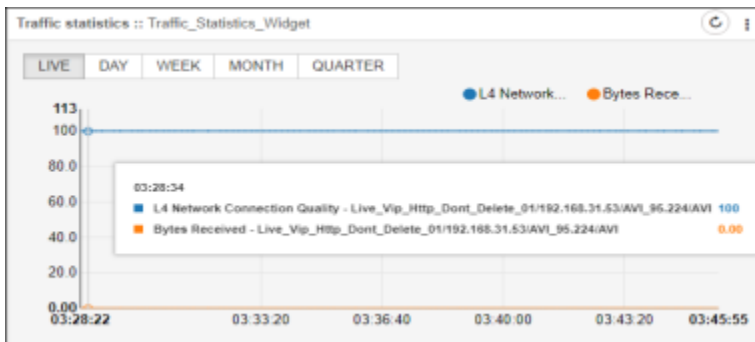 Traffic statistics :: Traffic_Statistics_Widget
LIVE DAY WEEK MONTH QUARTER
L4 Network... Bytes Rece...
113
100
80.0
03:28:34
60.0
L4 Network Connection Quality - Live_Vip_Http_Dont_Delete_01/192.168.31.53/AVI_95.224/AVI 100
Bytes Received - Live_Vip_Http_Dont_Delete_01/192.168.31.53/AVI_95.224/AVI 0.00
40.0
20.0
0.00
03:28:22 03:33:20 03:36:40 03:40:00 03:43:20 03:45:55